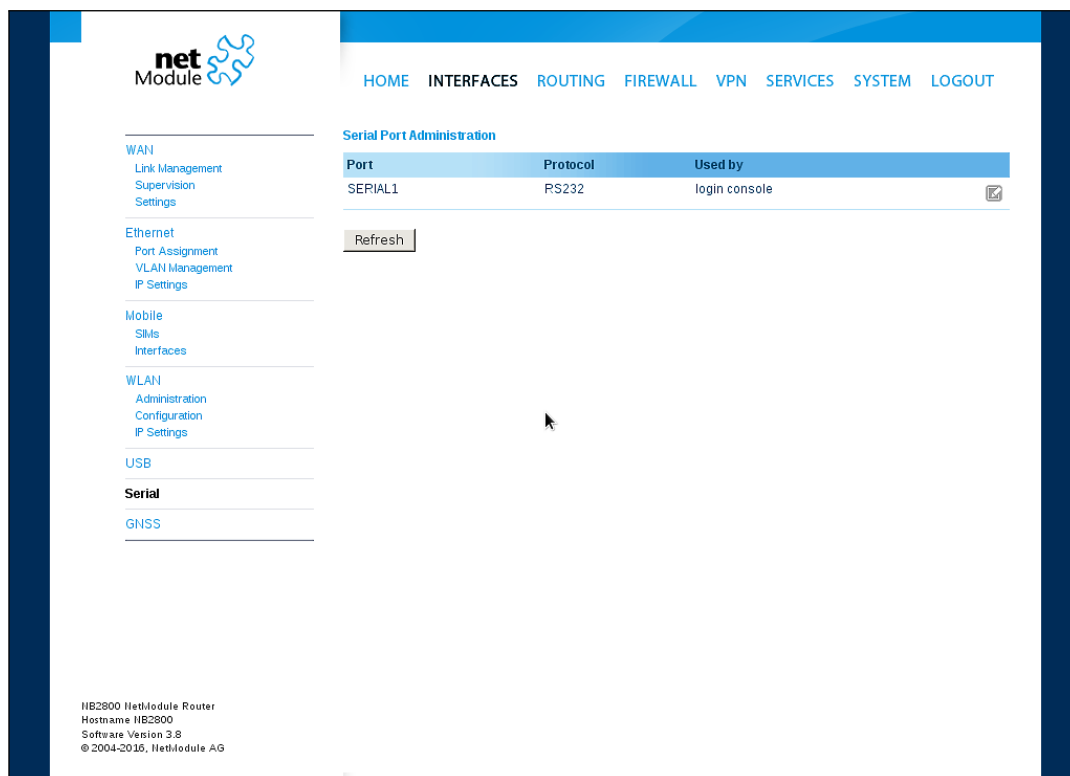 net
Module
HOME INTERFACES ROUTING FIREWALL VPN SERVICES SYSTEM LOGOUT
WAN
Link Management
Supervision
Settings
Ethernet
Port Assignment
VLAN Management
IP Settings
Mobile
SIMs
Interfaces
WLAN
Administration
Configuration
IP Settings
USB
Serial
GNSS
Serial Port Administration
Port Protocol Used by
SERIAL1 RS232 login console
Refresh
NB2800 NetModule Router
Hostname NB2800
Software Version 3.8
© 2004-2016, NetModule AG